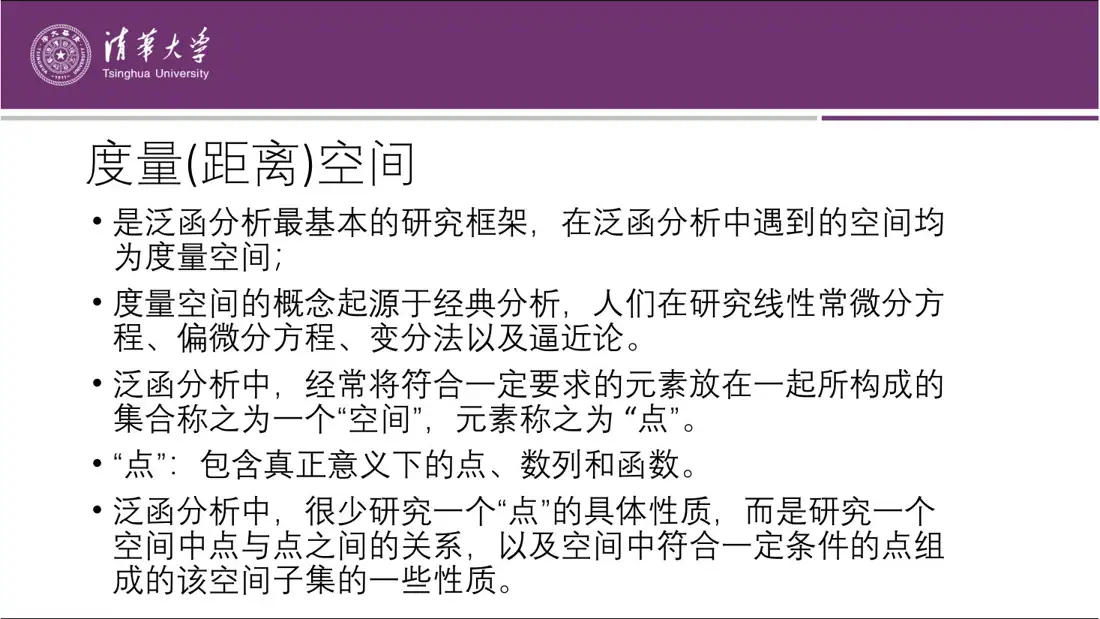 清华大学
Tsinghua University
度量(距离)空间
• 是泛函分析最基本的研究框架，在泛函分析中遇到的空间均
为度量空间；
• 度量空间的概念起源于经典分析，人们在研究线性常微分方
程、偏微分方程、变分法以及逼近论。
• 泛函分析中，经常将符合一定要求的元素放在一起所构成的
集合称之为一个“空间”，元素称之为 “点”。
• “点”：包含真正意义下的点、数列和函数。
• 泛函分析中，很少研究一个“点”的具体性质，而是研究一个
空间中点与点之间的关系，以及空间中符合一定条件的点组
成的该空间子集的一些性质。